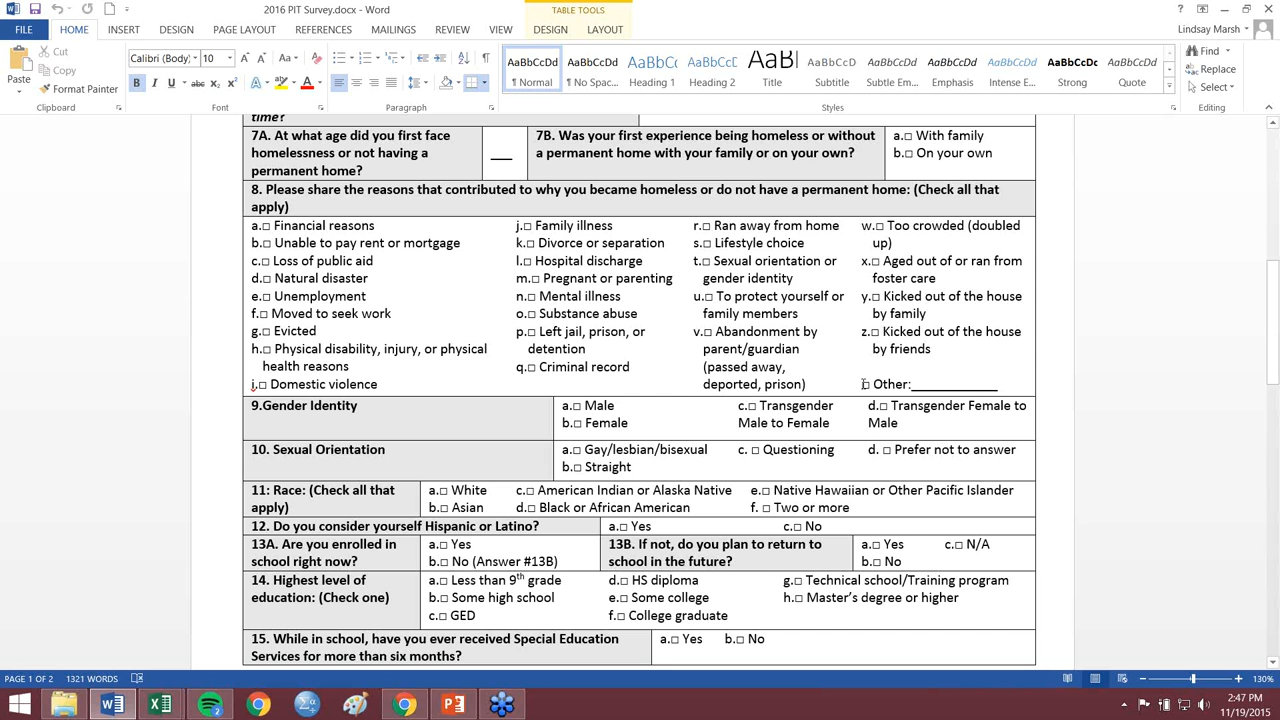 2016 PIT Survey.docx - Word
TABLE TOOLS
FILE HOME INSERT DESIGN PAGE LAYOUT REFERENCES MAILINGS REVIEW VIEW DESIGN LAYOUT
Lindsay Marsh
Paste
Cut
Copy
Format Painter
Calibri (Body) 10
AaBbCcDd AaBbCcDd AaBbC( AaBbCcD AaB( AaBbCcD AaBbCcDd AaBbCcDd AaBbCcDd AaBbCcDc AaBbCcDd
¶ Normal ¶ No Spac... Heading 1 Heading 2 Title Subtitle Subtle Em... Emphasis Intense E... Strong Quote
Find
Replace
Select
Clipboard Font Paragraph Styles Editing
time?
7A. At what age did you first face
homelessness or not having a
permanent home?
___
7B. Was your first experience being homeless or without
a permanent home with your family or on your own?
a.□ With family
b.□ On your own
8. Please share the reasons that contributed to why you became homeless or do not have a permanent home: (Check all that
apply)
a.□ Financial reasons
b.□ Unable to pay rent or mortgage
c.□ Loss of public aid
d.□ Natural disaster
e.□ Unemployment
f.□ Moved to seek work
g.□ Evicted
h.□ Physical disability, injury, or physical
health reasons
i.□ Domestic violence
j.□ Family illness
k.□ Divorce or separation
l.□ Hospital discharge
m.□ Pregnant or parenting
n.□ Mental illness
o.□ Substance abuse
p.□ Left jail, prison, or
detention
q.□ Criminal record
r.□ Ran away from home
s.□ Lifestyle choice
t.□ Sexual orientation or
gender identity
u.□ To protect yourself or
family members
v.□ Abandonment by
parent/guardian
(passed away,
deported, prison)
w.□ Too crowded (doubled
up)
x.□ Aged out of or ran from
foster care
y.□ Kicked out of the house
by family
z.□ Kicked out of the house
by friends
□ Other:____________
9.Gender Identity
a.□ Male
b.□ Female
c.□ Transgender
Male to Female
d.□ Transgender Female to
Male
10. Sexual Orientation
a.□ Gay/lesbian/bisexual
b.□ Straight
c. □ Questioning
d. □ Prefer not to answer
11: Race: (Check all that
apply)
a.□ White c.□ American Indian or Alaska Native e.□ Native Hawaiian or Other Pacific Islander
b.□ Asian d.□ Black or African American f. □ Two or more
12. Do you consider yourself Hispanic or Latino? a.□ Yes c.□ No
13A. Are you enrolled in
school right now?
a.□ Yes
b.□ No (Answer #13B)
13B. If not, do you plan to return to
school in the future?
a.□ Yes c.□ N/A
b.□ No
14. Highest level of
education: (Check one)
a.□ Less than 9th grade d.□ HS diploma g.□ Technical school/Training program
b.□ Some high school e.□ Some college h.□ Master's degree or higher
c.□ GED f.□ College graduate
15. While in school, have you ever received Special Education
Services for more than six months?
a.□ Yes b.□ No
PAGE 1 OF 2 1321 WORDS 130%
2:47 PM
11/19/2015